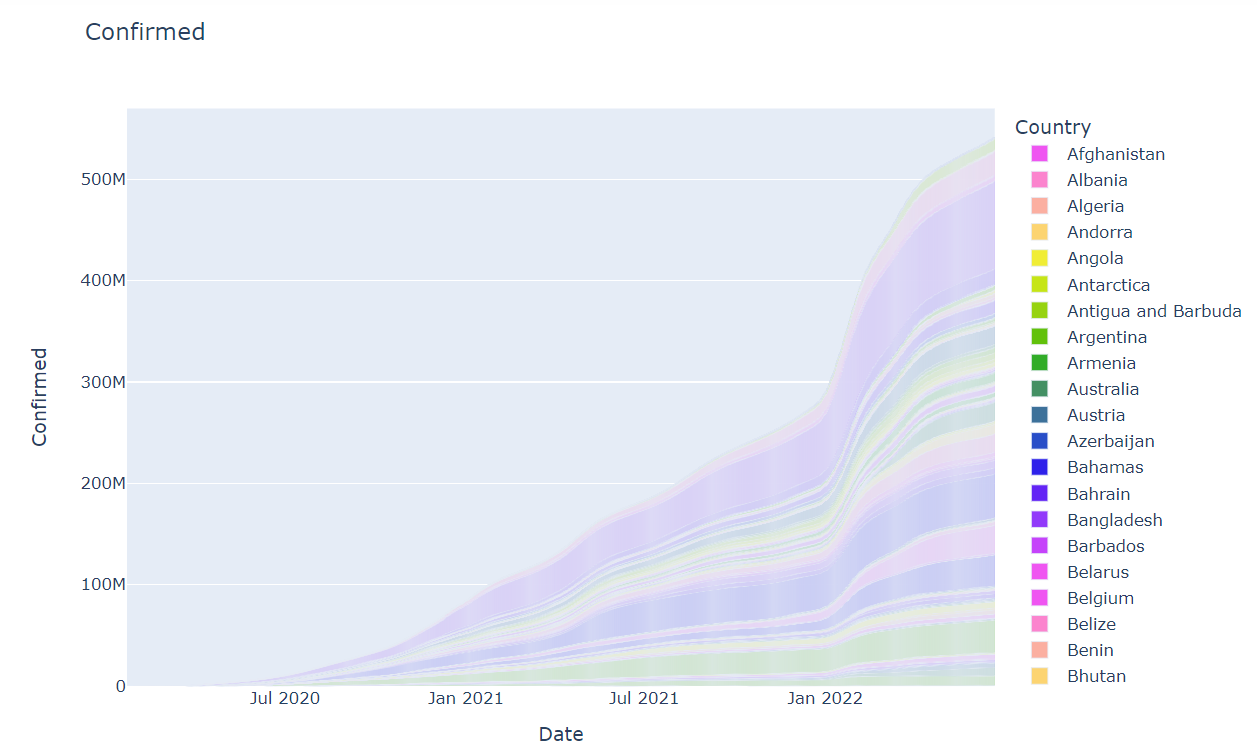 Confirmed
500M
400M
300M
200M
100M
0
Confirmed
Jul 2020
Jan 2021
Jul 2021
Jan 2022
Date
Country
Afghanistan
Albania
Algeria
Andorra
Angola
Antarctica
Antigua and Barbuda
Argentina
Armenia
Australia
Austria
Azerbaijan
Bahamas
Bahrain
Bangladesh
Barbados
Belarus
Belgium
Belize
Benin
Bhutan